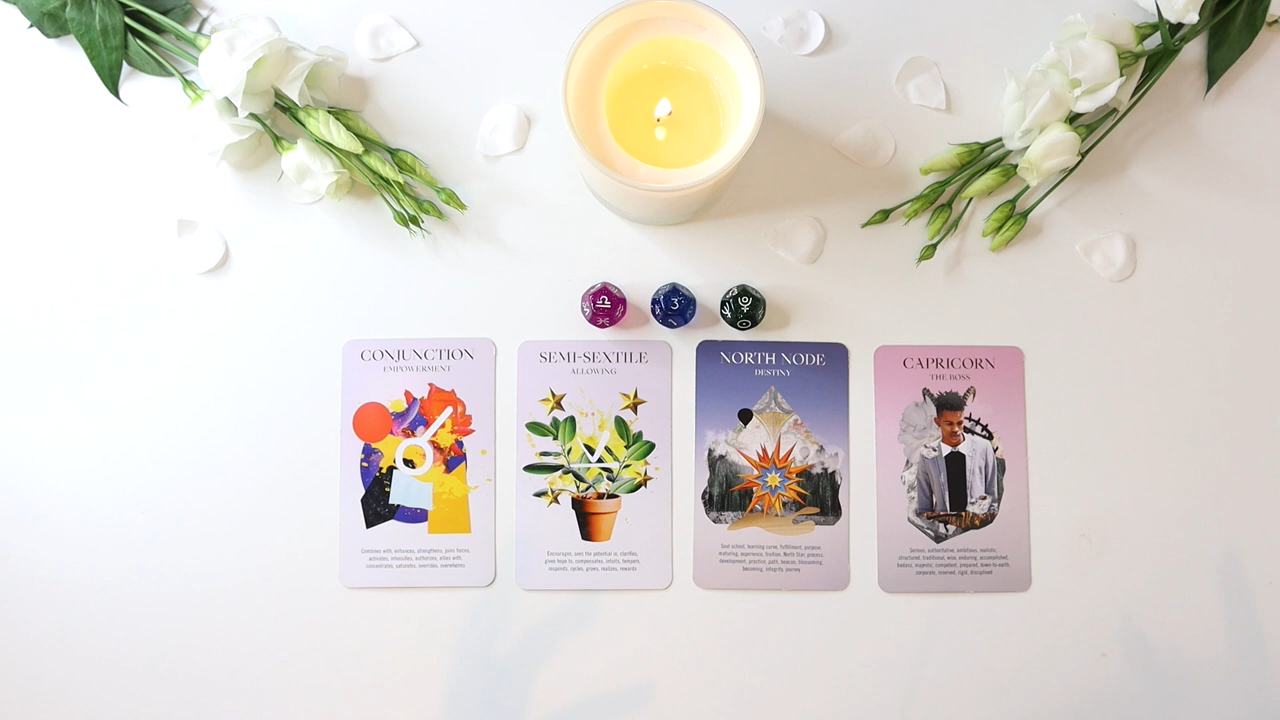 3
CONJUNCTION
EMPOWERMENT
Combines with, enhances, strengthens, joins forces,
activates, intensifies, authorizes, allies with,
concentrates, saturates, overrides, overwhelms
SEMI-SEXTILE
ALLOWING
Encourages, sees the potential in, clarifies,
gives hope to, compensates, intuits, tempers,
responds, cycles, grows, realizes, rewards
NORTH NODE
DESTINY
Soul school, learning curve, fulfillment, purpose,
maturing, experience, fruition, North Star, process,
development, practice, path, beacon, blossoming,
becoming, integrity, journey
CAPRICORN
THE BOSS
Serious, authoritative, ambitious, realistic,
structured, traditional, wise, enduring, accomplished,
badass, majestic, competent, prepared, down-to-earth,
corporate, reserved, rigid, disciplined